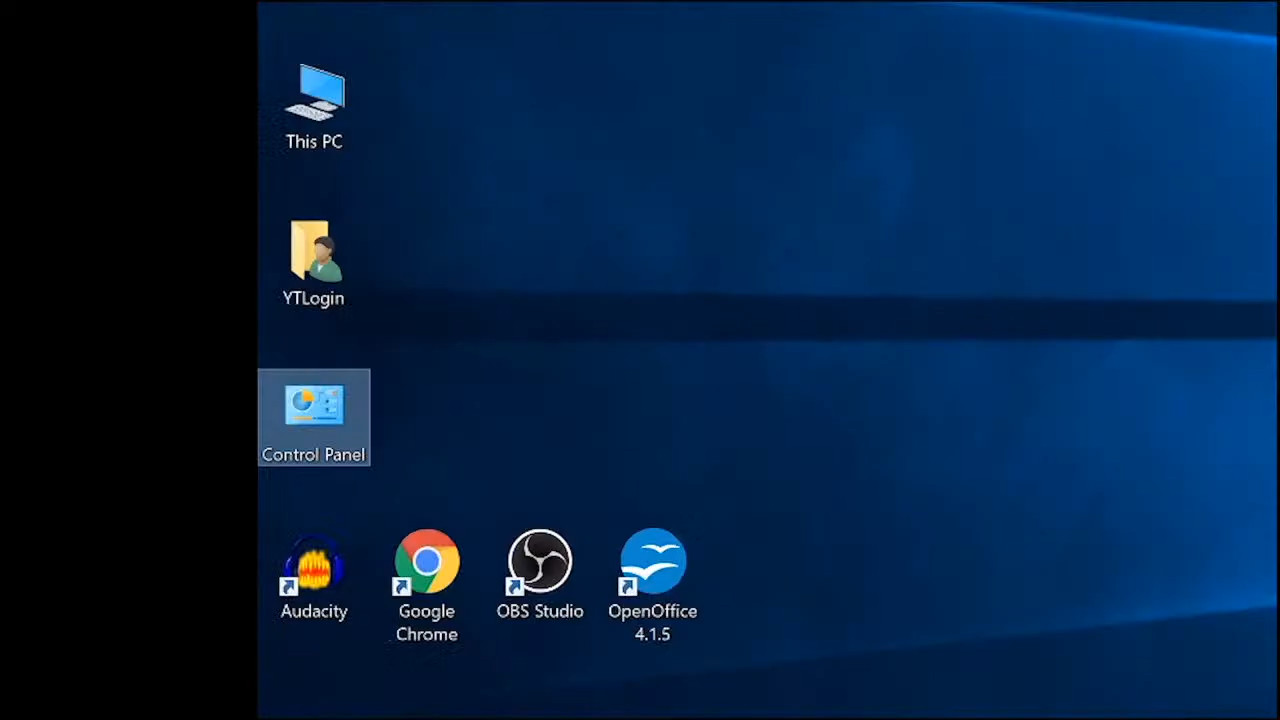 This PC
YTLogin
Control Panel
Audacity
Google
Chrome
OBS Studio
OpenOffice
4.1.5